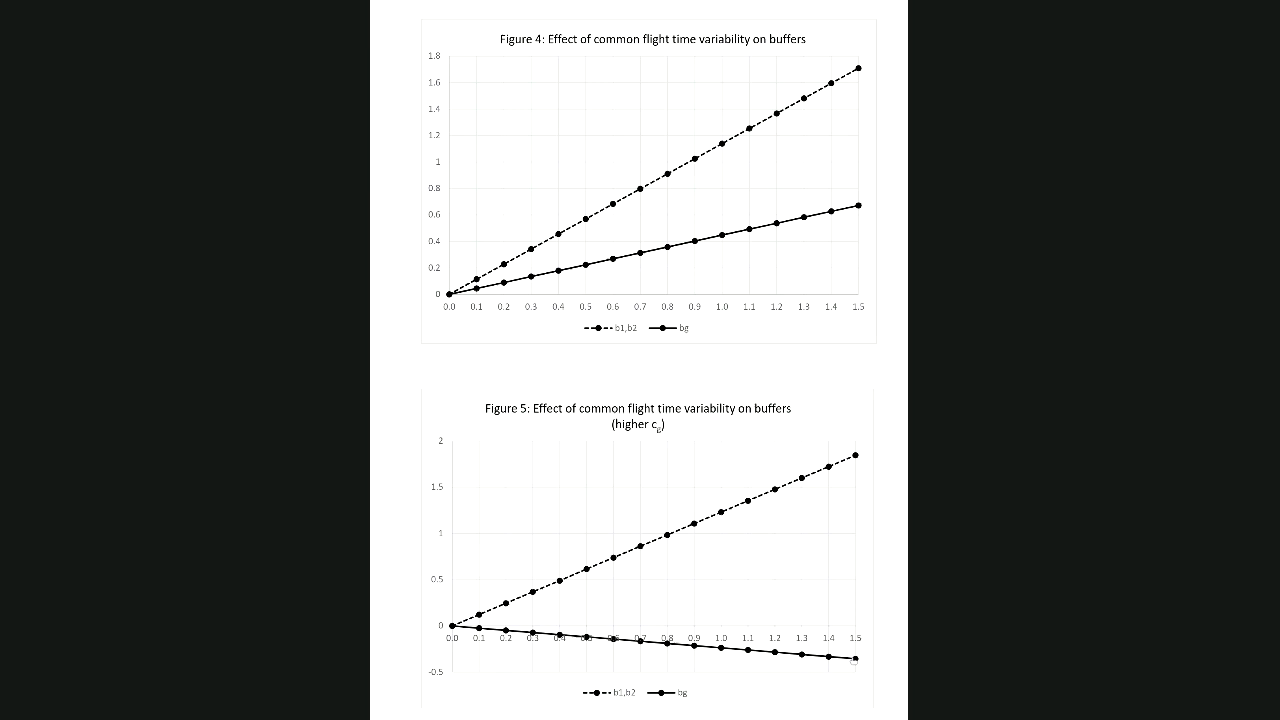 Figure 4: Effect of common flight time variability on buffers
1.8
1.6
1.4
1.2
1
0.8
0.6
0.4
0.2
0
0.0 0.1 0.2 0.3 0.4 0.5 0.6 0.7 0.8 0.9 1.0 1.1 1.2 1.3 1.4 1.5
b1,b2 bg
Figure 5: Effect of common flight time variability on buffers
(higher cg)
2
1.5
1
0.5
0
0.0 0.1 0.2 0.3 0.4 0.5 0.6 0.7 0.8 0.9 1.0 1.1 1.2 1.3 1.4 1.5
-0.5
b1,b2 bg